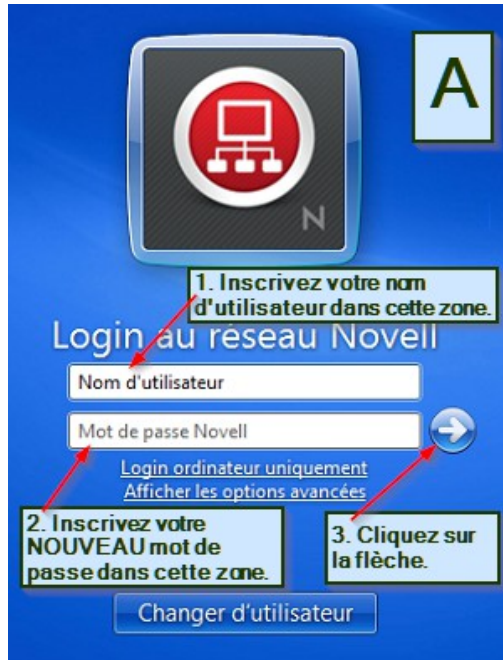 A
N
1. Inscrivez votre nom
d'utilisateur dans cette zone.
Login au réseau Novell
Nom d'utilisateur
Mot de passe Novell
Login ordinateur uniquement
Afficher les options avancées
2. Inscrivez votre
NOUVEAU mot de
passe dans cette zone.
3. Cliquez sur
la flèche.
Changer d'utilisateur